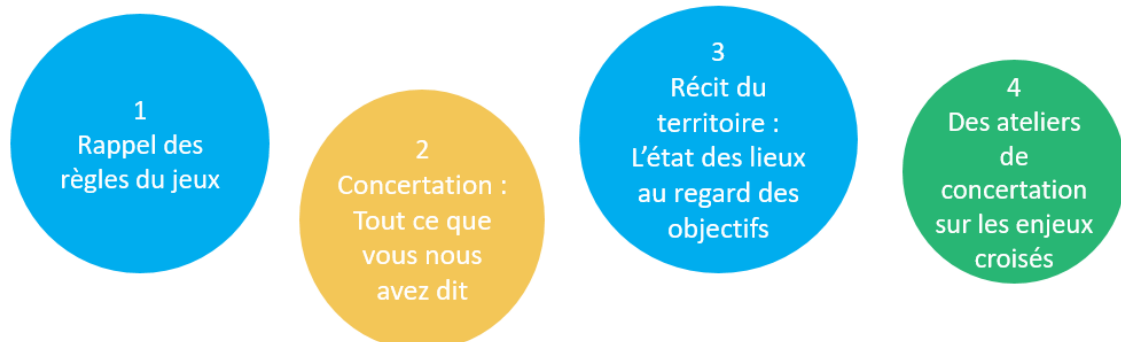 1
Rappel des
règles du jeux
2
Concertation :
Tout ce que
vous nous
avez dit
3
Récit du
territoire :
L’état des lieux
au regard des
objectifs
4
Des ateliers
de
concertation
sur les enjeux
croisés